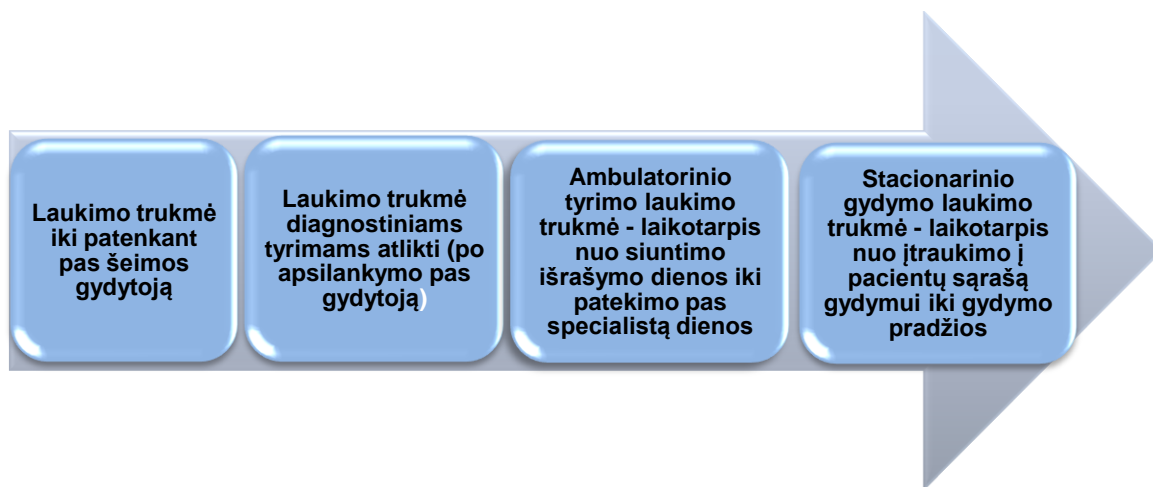 Laukimo trukmė
iki patenkant
pas šeimos
gydytoją
Laukimo trukmė
diagnostiniams
tyrimams atlikti (po
apsilankymo pas
gydytoją)
Ambulatorinio
tyrimo laukimo
trukmė - laikotarpis
nuo siuntimo
išrašymo dienos iki
patekimo pas
specialistą dienos
Stacionarinio
gydymo laukimo
trukmė - laikotarpis
nuo įtraukimo į
pacientų sąrašą
gydymui iki gydymo
pradžios